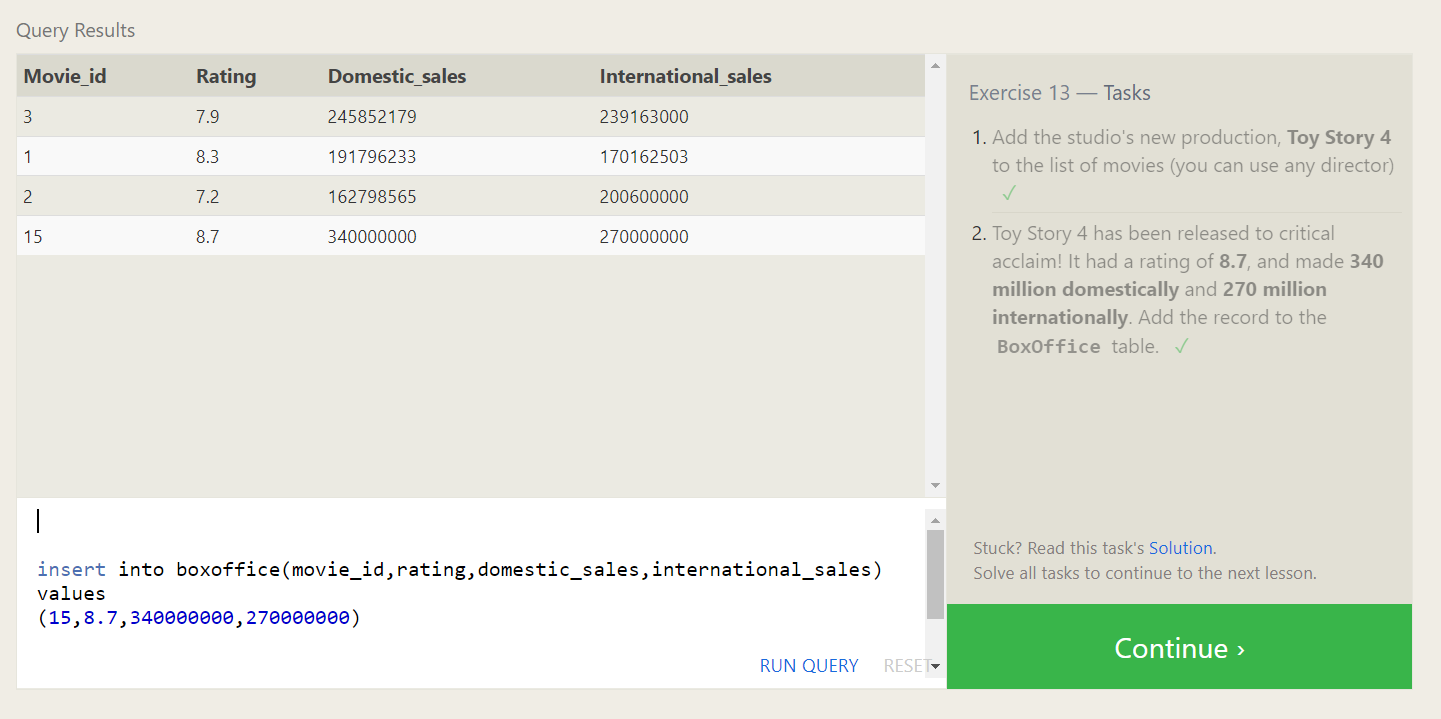 Query Results
Movie_id Rating Domestic_sales International_sales
3 7.9 245852179 239163000
1 8.3 191796233 170162503
2 7.2 162798565 200600000
15 8.7 340000000 270000000
insert into boxoffice(movie_id,rating,domestic_sales,international_sales)
values
(15,8.7,340000000,270000000)
RUN QUERY RESET
Exercise 13 — Tasks
1. Add the studio's new production, Toy Story 4
to the list of movies (you can use any director)
✓
2. Toy Story 4 has been released to critical
acclaim! It had a rating of 8.7, and made 340
million domestically and 270 million
internationally. Add the record to the
BoxOffice table. ✓
Stuck? Read this task's Solution.
Solve all tasks to continue to the next lesson.
Continue ›